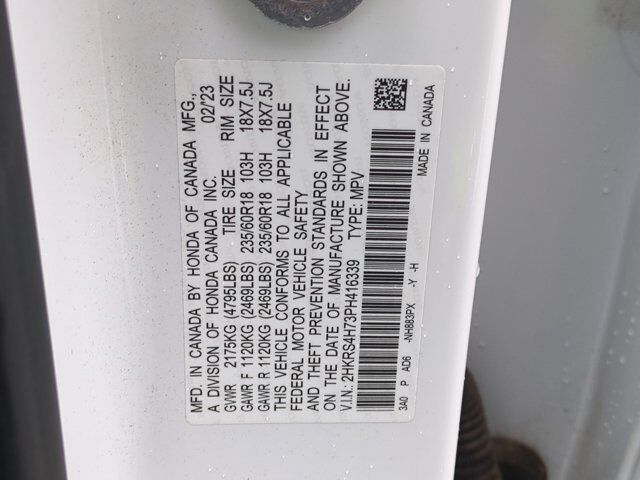 MFD. IN CANADA BY HONDA OF CANADA MFG.,
A DIVISION OF HONDA CANADA INC. 02/23
GVWR 2175KG (4795LBS) TIRE SIZE RIM SIZE
GAWR F 1120KG (2469LBS) 235/60R18 103H 18X7.5J
GAWR R 1120KG (2469LBS) 235/60R18 103H 18X7.5J
THIS VEHICLE CONFORMS TO ALL APPLICABLE
FEDERAL MOTOR VEHICLE SAFETY
AND THEFT PREVENTION STANDARDS IN EFFECT
ON THE DATE OF MANUFACTURE SHOWN ABOVE.
V.I.N.: 2HKRS4H73PH416339 TYPE: MPV
3A0 P AD6 -NH883PX -Y -H
MADE IN CANADA